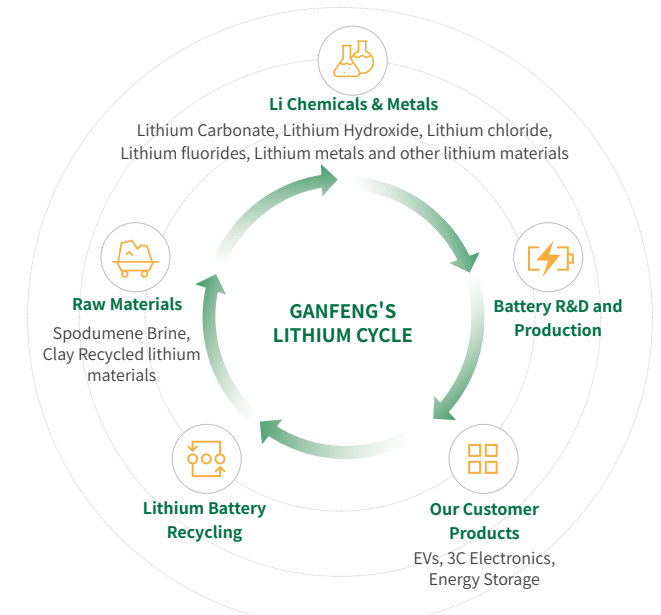 Li Chemicals & Metals
Lithium Carbonate, Lithium Hydroxide, Lithium chloride,
Lithium fluorides, Lithium metals and other lithium materials
Raw Materials
Spodumene Brine,
Clay Recycled lithium
materials
GANFENG'S
LITHIUM CYCLE
Battery R&D and
Production
Lithium Battery
Recycling
Our Customer
Products
EVs, 3C Electronics,
Energy Storage